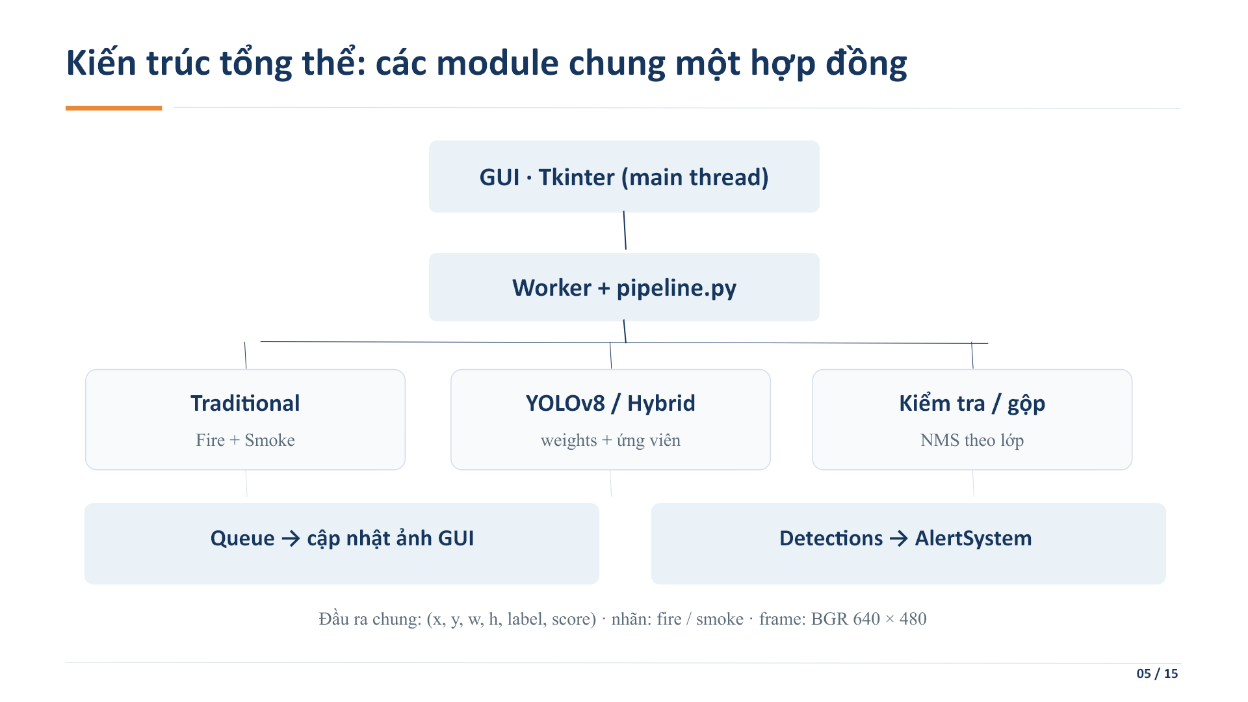 Kiến trúc tổng thể: các module chung một hợp đồng
GUI · Tkinter (main thread)
Worker + pipeline.py
Traditional
Fire + Smoke
YOLOv8 / Hybrid
weights + ứng viên
Kiểm tra / gộp
NMS theo lớp
Queue → cập nhật ảnh GUI
Detections → AlertSystem
Đầu ra chung: (x, y, w, h, label, score) · nhãn: fire / smoke · frame: BGR 640 × 480
05 / 15